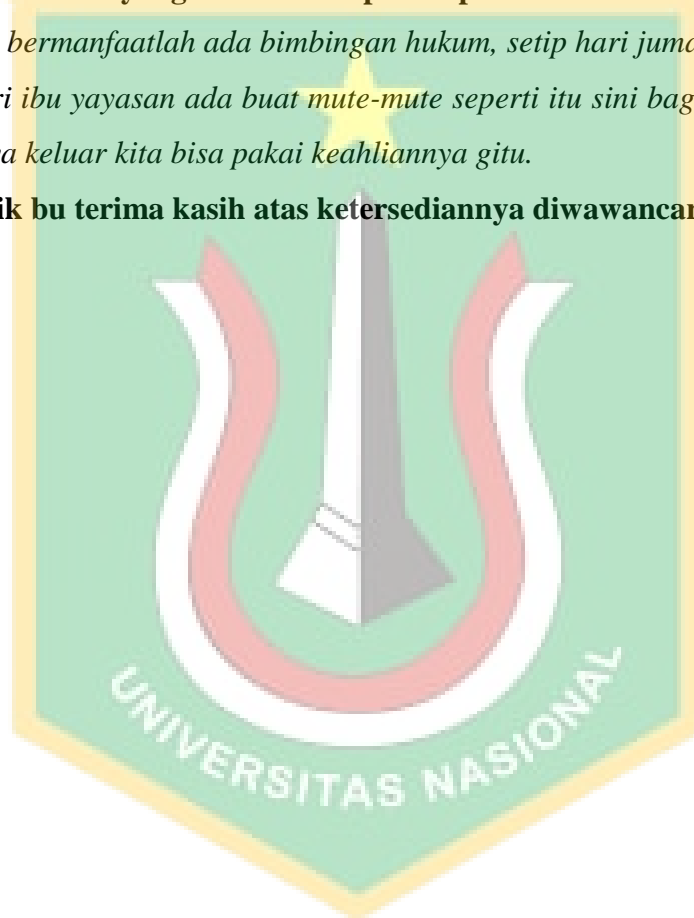 yang
bermanfaatlah ada bimbingan hukum, setip hari juma
ri ibu yayasan ada buat mute-mute seperti itu sini bag
a keluar kita bisa pakai keahliannya gitu.
ik bu terima kasih atas ketersediannya diwawancar
UNIVERSITAS NASIONAL